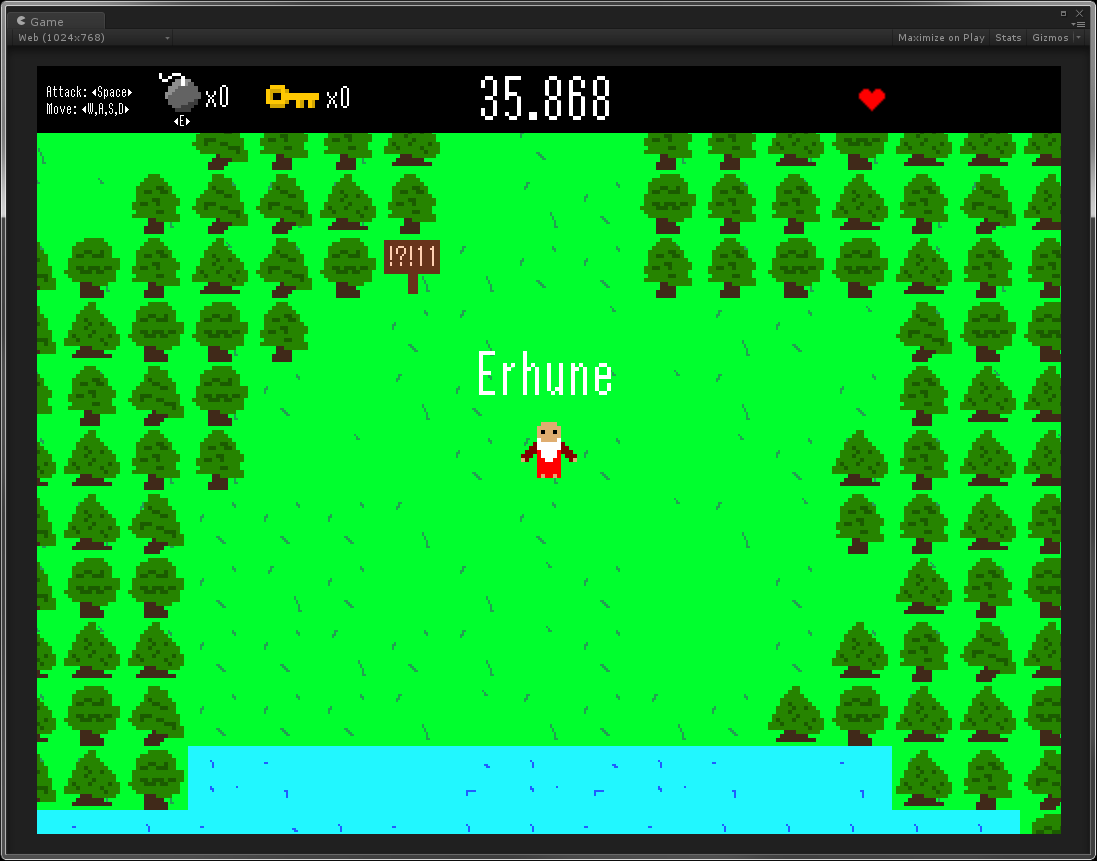 Game
Web (1024x768)
Maximize on Play
Stats
Gizmos
Attack: ◂Space▸
Move: ◂W,A,S,D▸
x0
◂E▸
x0
35.868
!?!11
Erhune